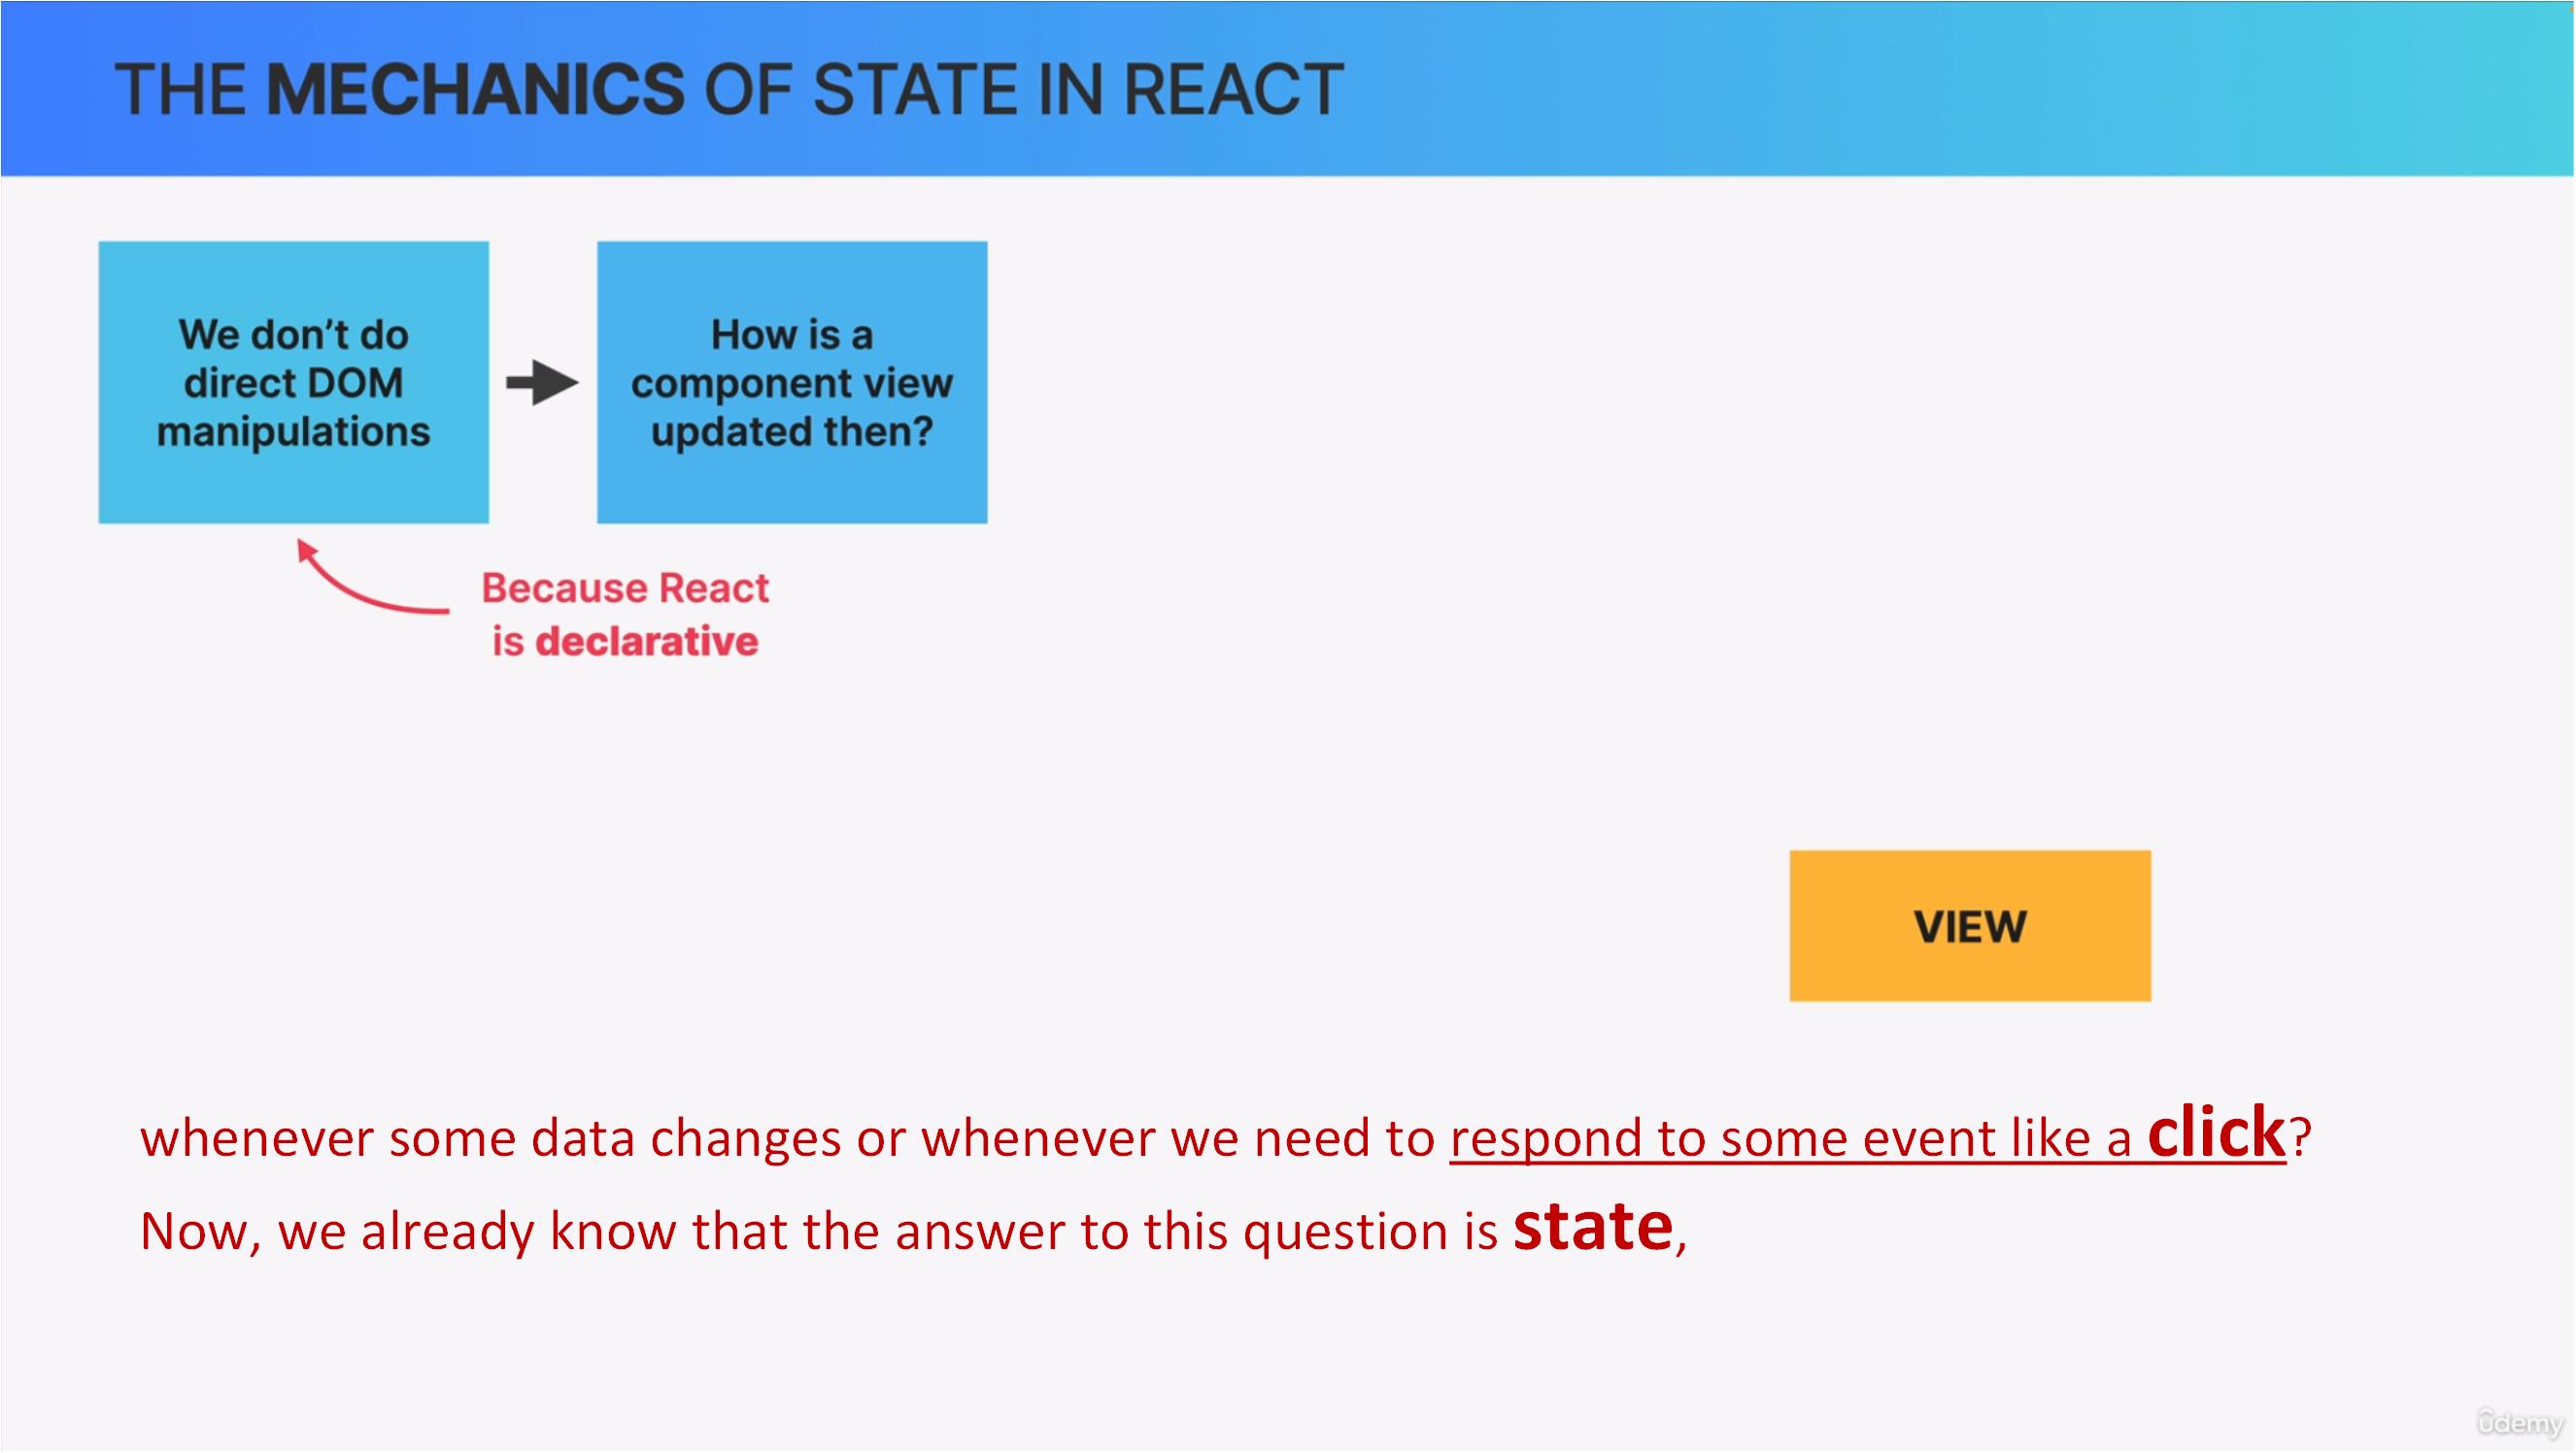 THE MECHANICS OF STATE IN REACT
We don’t do
direct DOM
manipulations
How is a
component view
updated then?
Because React
is declarative
VIEW
whenever some data changes or whenever we need to respond to some event like a click?
Now, we already know that the answer to this question is state,
ûdemy